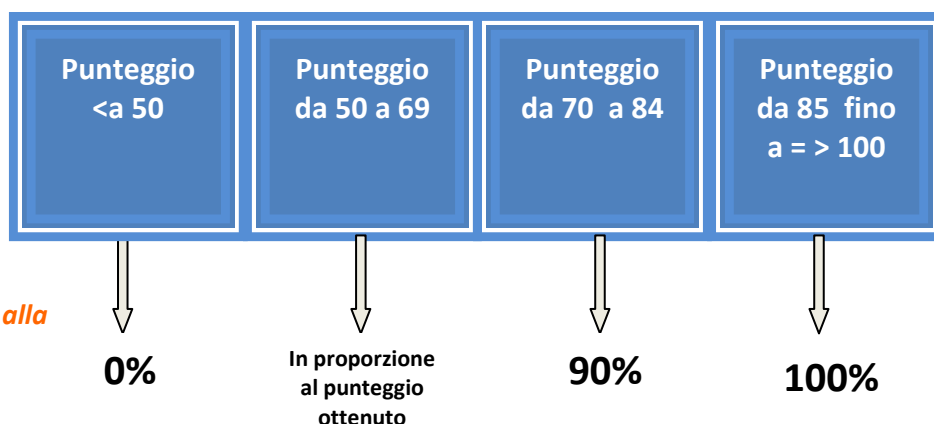 Punteggio
<a 50
Punteggio
da 50 a 69
Punteggio
da 70 a 84
Punteggio
da 85 fino
a = > 100
alla
0%
In proporzione
al punteggio
ottenuto
90%
100%